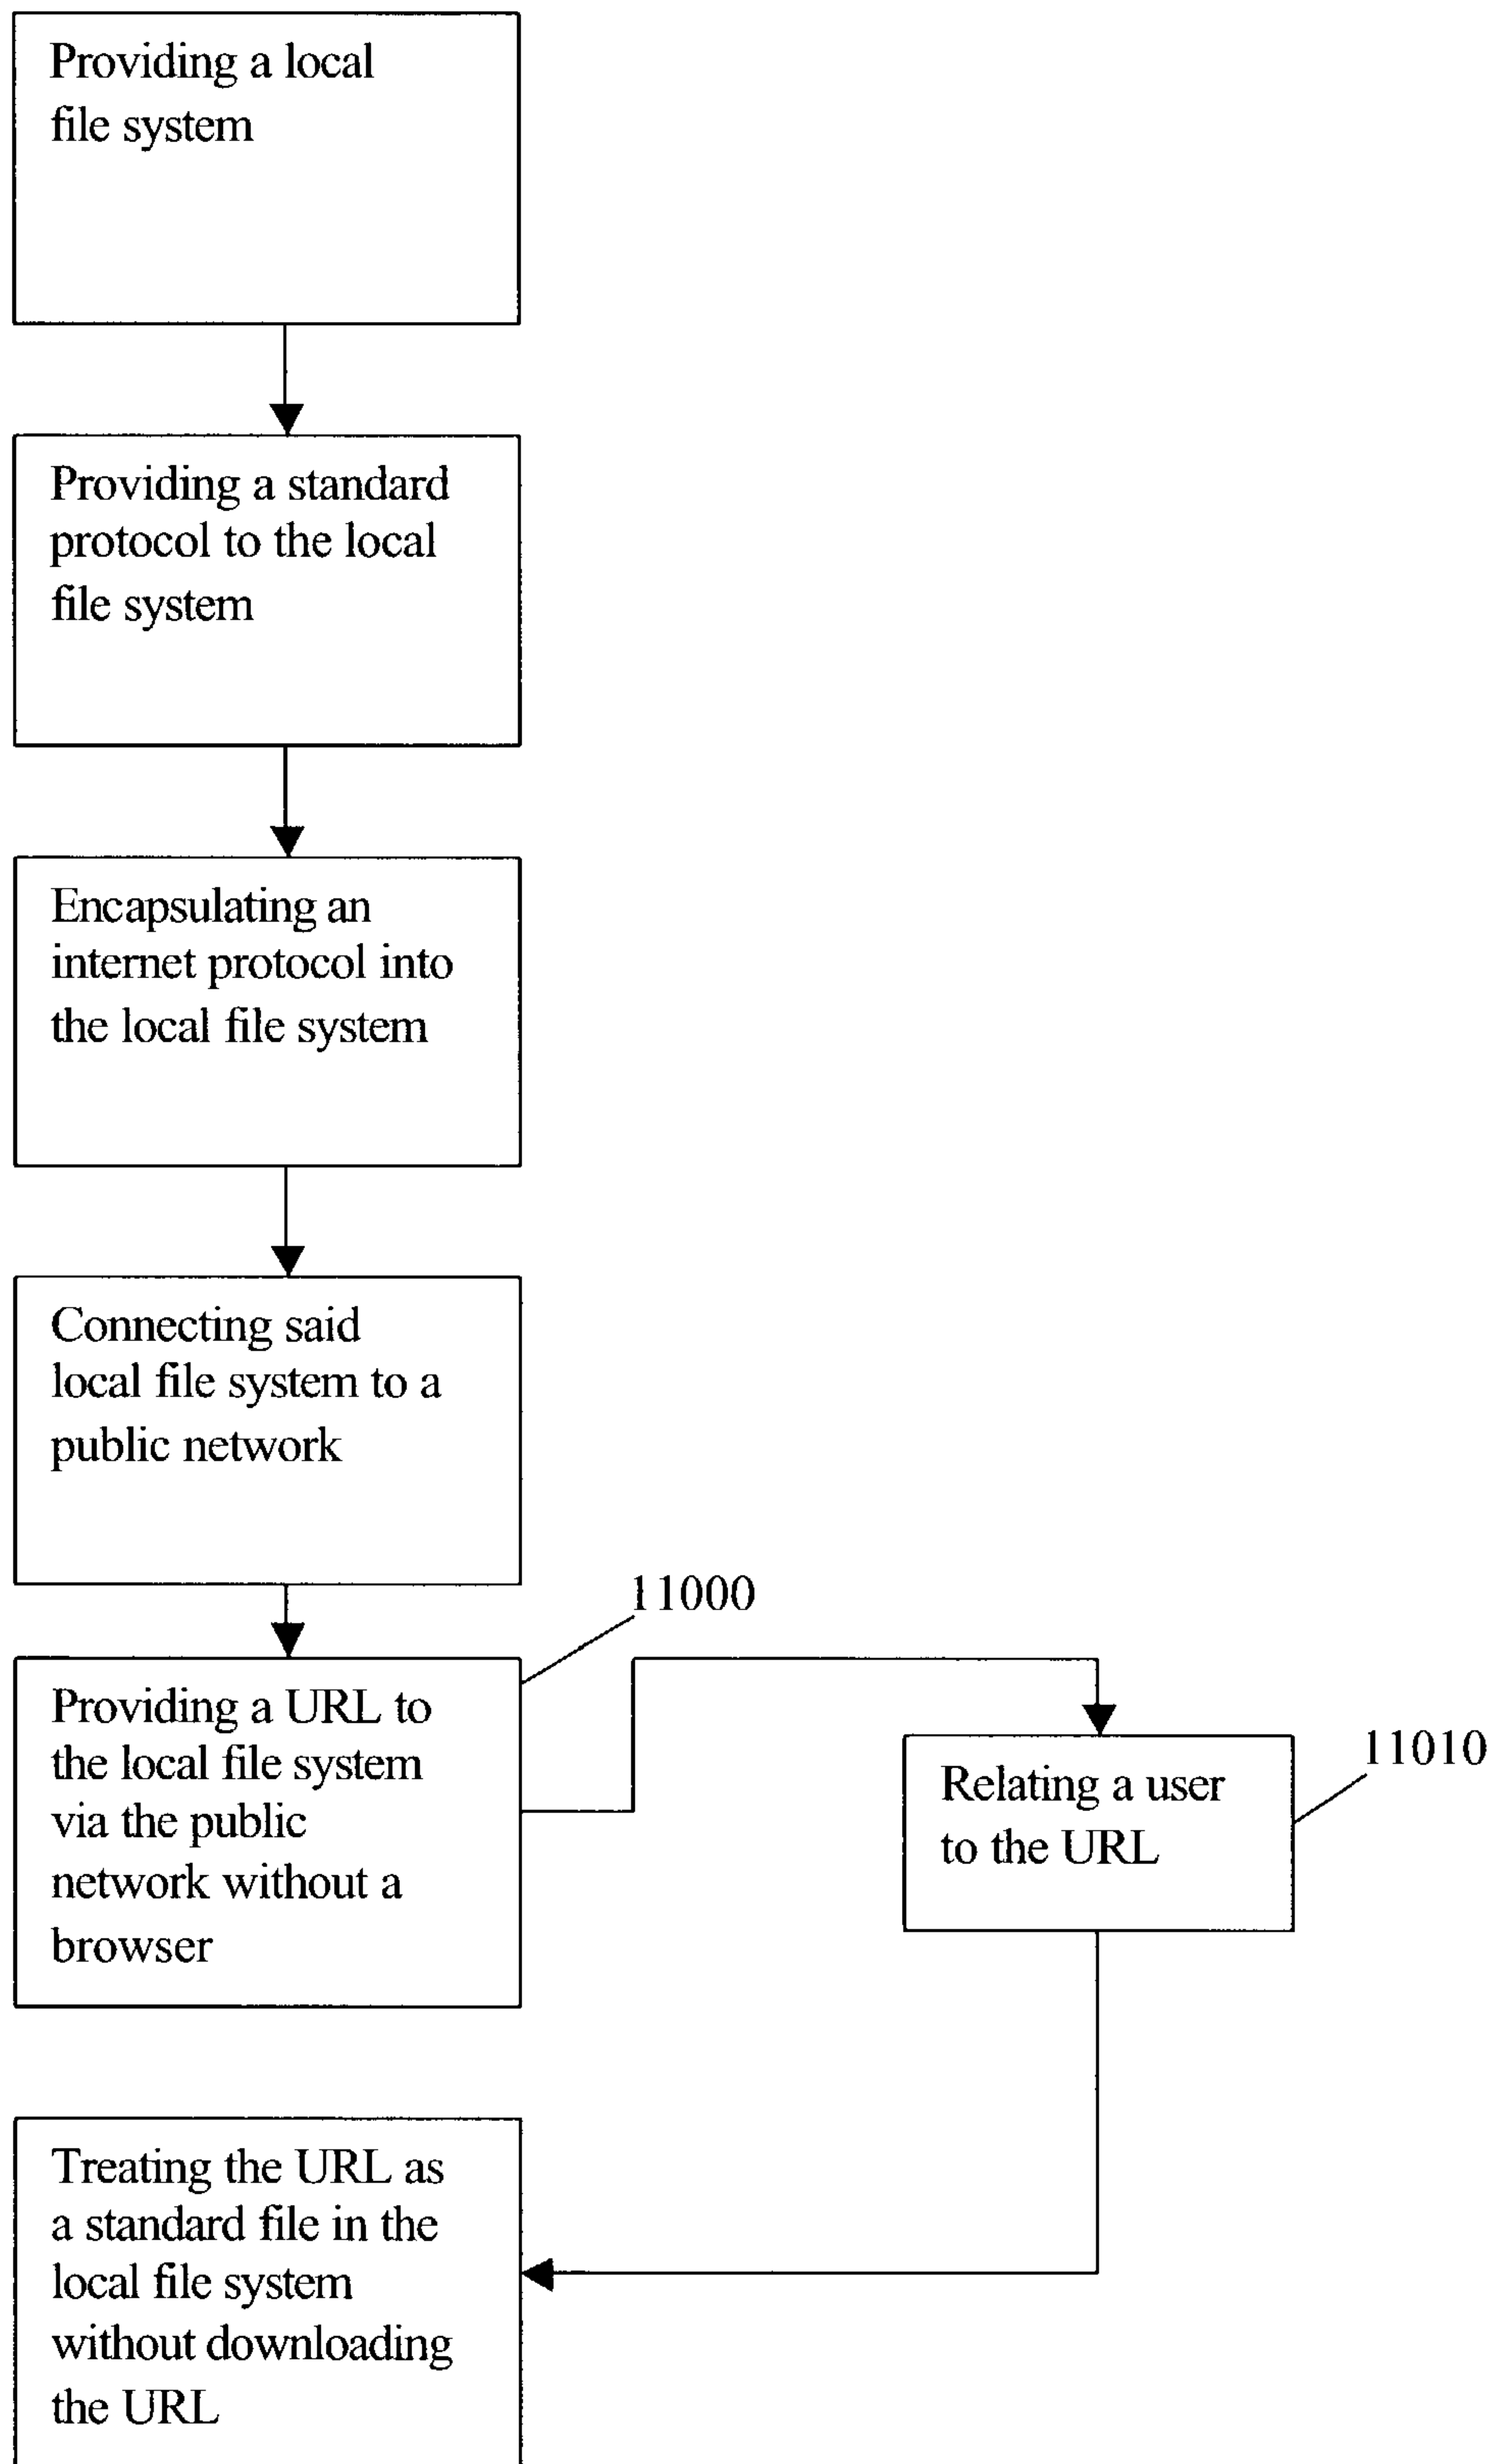 Providing a local
file system
Providing a standard
protocol to the local
file system
Encapsulating an
internet protocol into
the local file system
Connecting said
local file system to a
public network
11000
Providing a URL to
the local file system
via the public
network without a
browser
11010
Relating a user
to the URL
Treating the URL as
a standard file in the
local file system
without downloading
the URL